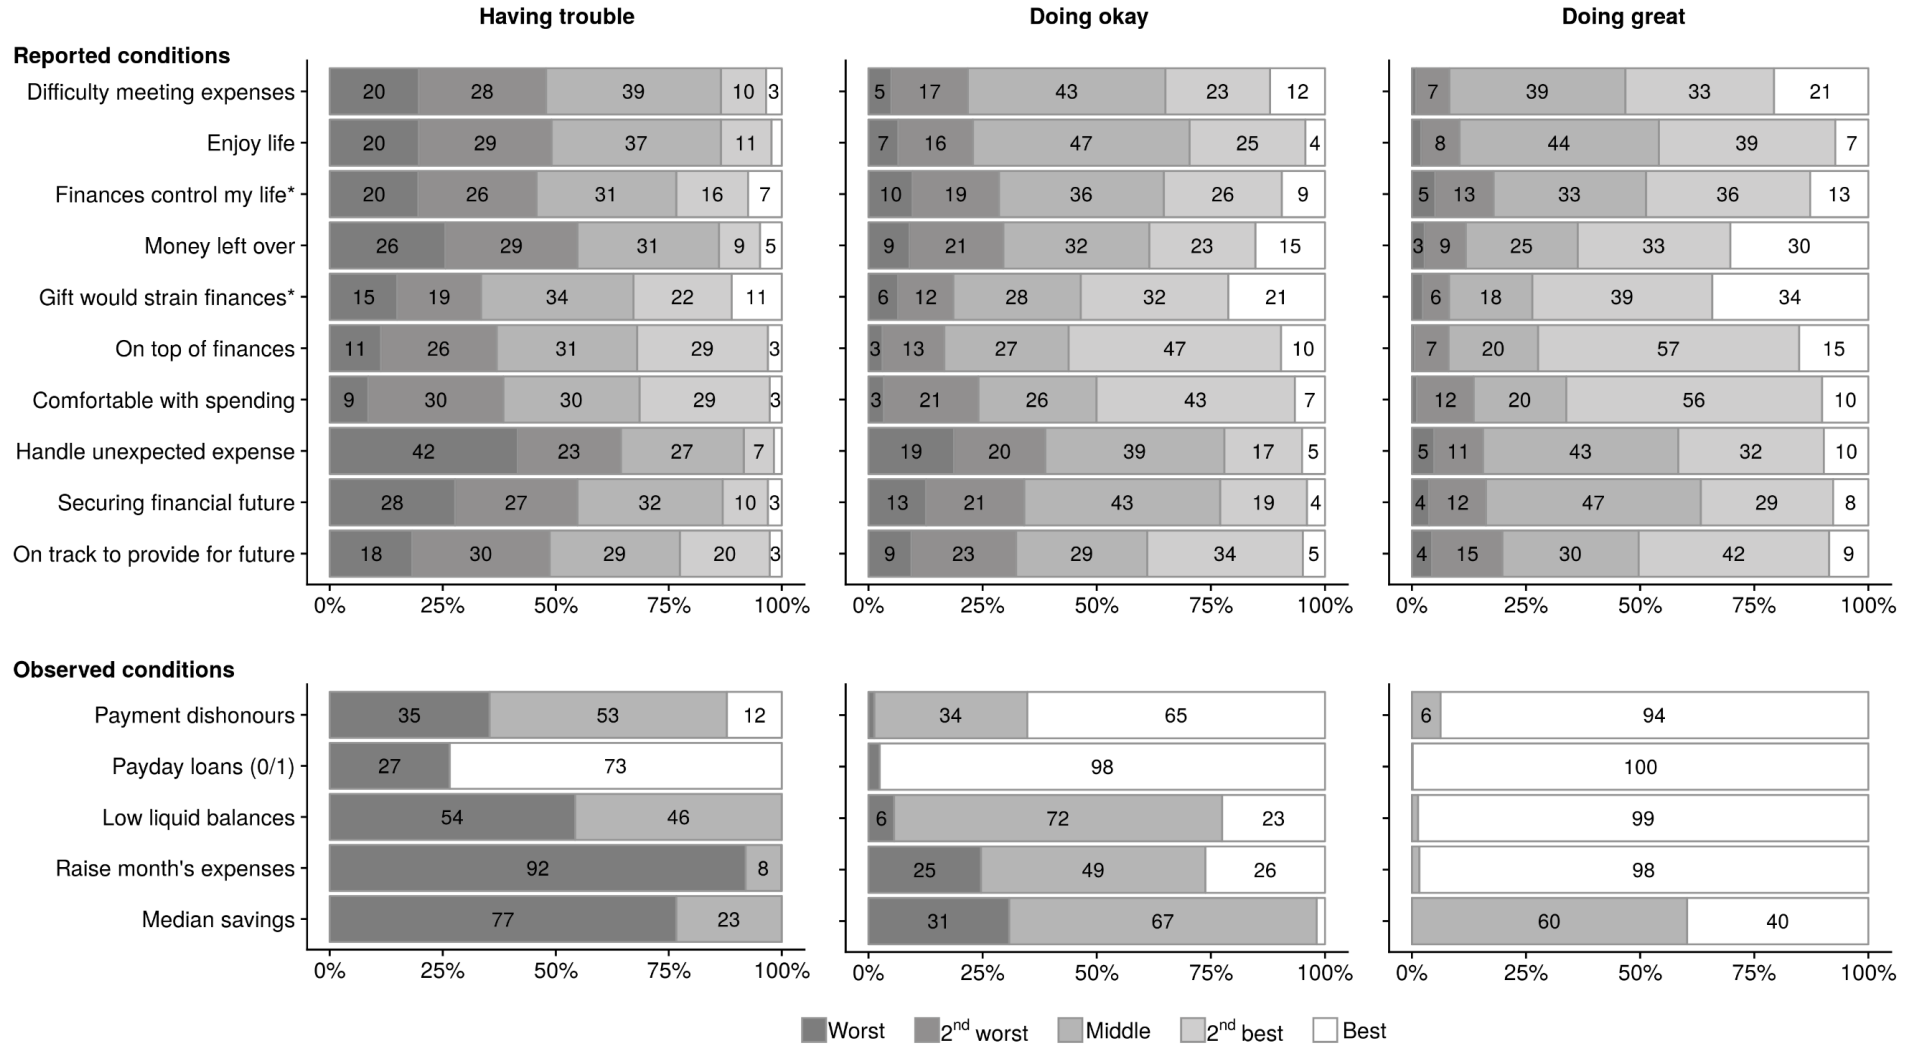 Having trouble Doing okay Doing great
Reported conditions
Difficulty meeting expenses 20 28 39 10 3 5 17 43 23 12 7 39 33 21
Enjoy life 20 29 37 11 7 16 47 25 4 8 44 39 7
Finances control my life* 20 26 31 16 7 10 19 36 26 9 5 13 33 36 13
Money left over 26 29 31 9 5 9 21 32 23 15 3 9 25 33 30
Gift would strain finances* 15 19 34 22 11 6 12 28 32 21 6 18 39 34
On top of finances 11 26 31 29 3 3 13 27 47 10 7 20 57 15
Comfortable with spending 9 30 30 29 3 3 21 26 43 7 12 20 56 10
Handle unexpected expense 42 23 27 7 19 20 39 17 5 5 11 43 32 10
Securing financial future 28 27 32 10 3 13 21 43 19 4 4 12 47 29 8
On track to provide for future 18 30 29 20 3 9 23 29 34 5 4 15 30 42 9
0% 25% 50% 75% 100% 0% 25% 50% 75% 100% 0% 25% 50% 75% 100%
Observed conditions
Payment dishonours 35 53 12 34 65 6 94
Payday loans (0/1) 27 73 98 100
Low liquid balances 54 46 6 72 23 99
Raise month's expenses 92 8 25 49 26 98
Median savings 77 23 31 67 60 40
0% 25% 50% 75% 100% 0% 25% 50% 75% 100% 0% 25% 50% 75% 100%
Worst 2nd worst Middle 2nd best Best